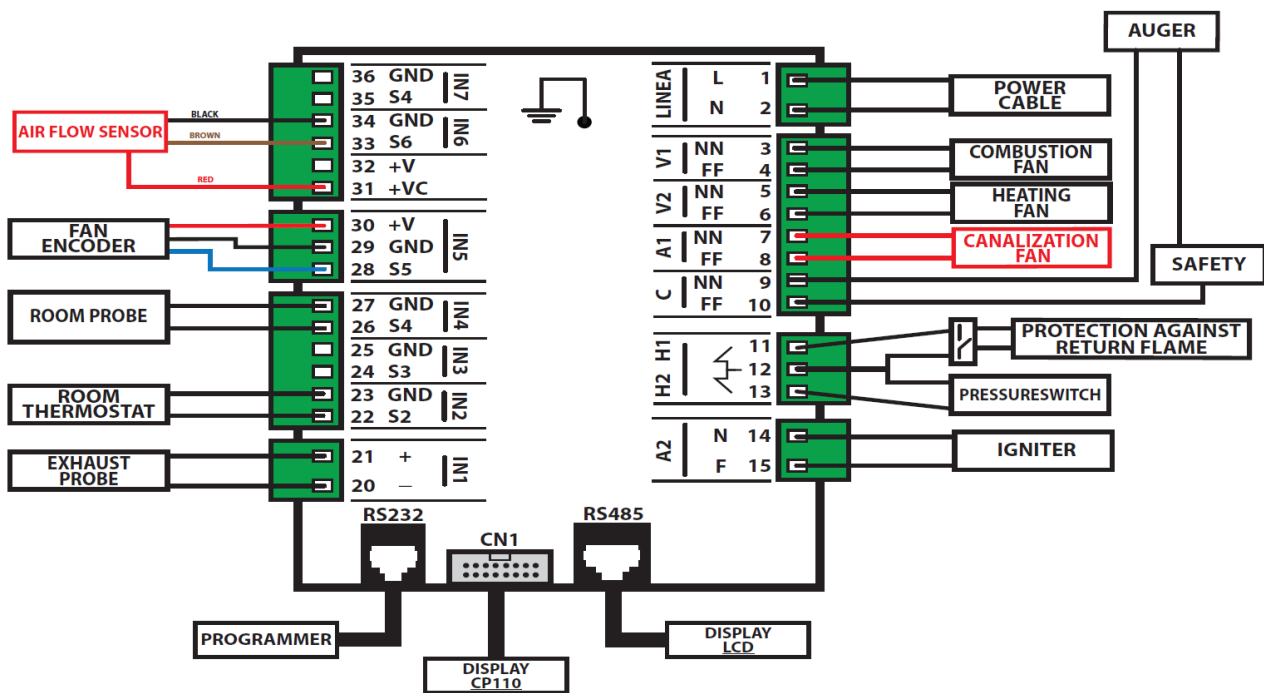 AUGER
36 GND
35 S4
IN7
34 GND
33 S6
IN6
32 +V
31 +VC
BLACK
BROWN
RED
AIR FLOW SENSOR
30 +V
29 GND
28 S5
IN5
FAN
ENCODER
27 GND
26 S4
IN4
25 GND
24 S3
IN3
23 GND
22 S2
IN2
ROOM PROBE
ROOM
THERMOSTAT
21 +
20 –
IN1
EXHAUST
PROBE
LINEA
L 1
N 2
POWER
CABLE
V1
NN 3
FF 4
COMBUSTION
FAN
V2
NN 5
FF 6
HEATING
FAN
A1
NN 7
FF 8
CANALIZATION
FAN
C
NN 9
FF 10
SAFETY
H2 H1
11
12
13
PROTECTION AGAINST
RETURN FLAME
PRESSURESWITCH
A2
N 14
F 15
IGNITER
RS232
CN1
RS485
PROGRAMMER
DISPLAY
CP110
DISPLAY
LCD